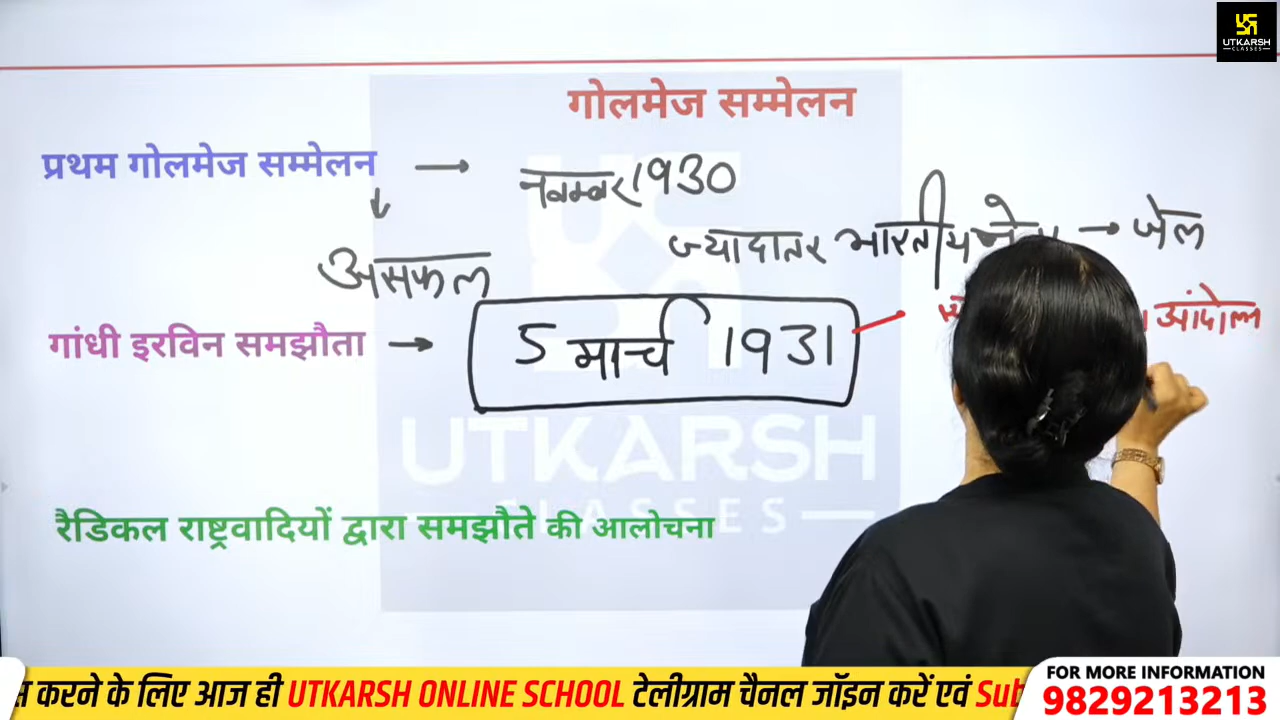 UTKARSH
CLASSES
गोलमेज सम्मेलन
प्रथम गोलमेज सम्मेलन → नवम्बर 1930
ज्यादातर भारतीय → जेल
असफल
गांधी इरविन समझौता → 5 मार्च 1931
आंदोल
UTKARSH
CLASSES
रैडिकल राष्ट्रवादियों द्वारा समझौते की आलोचना
करने के लिए आज ही UTKARSH ONLINE SCHOOL टेलीग्राम चैनल जॉइन करें एवं Sub
FOR MORE INFORMATION
9829213213